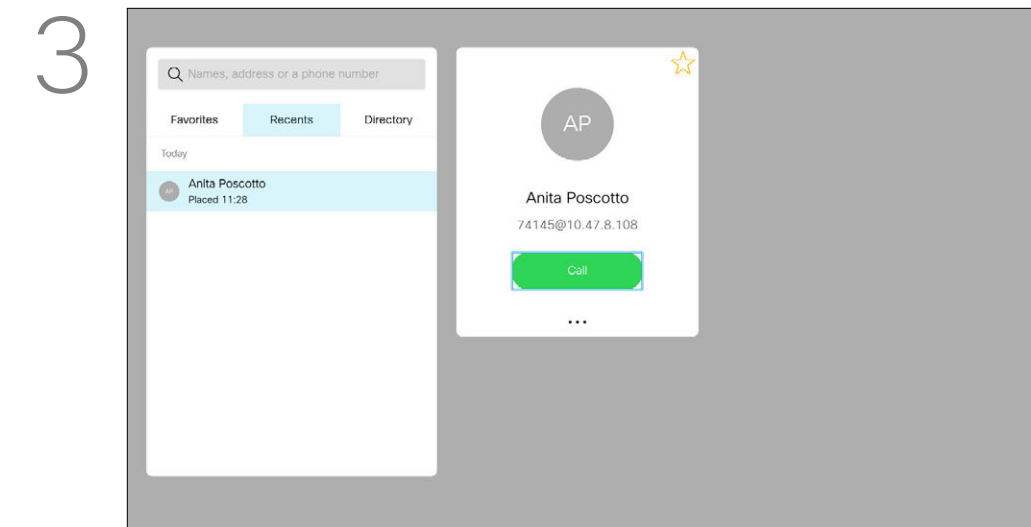 3
Names, address or a phone number
Favorites Recents Directory
Today
AP
Anita Poscotto
Placed 11:28
AP
Anita Poscotto
74145@10.47.8.108
Call
...